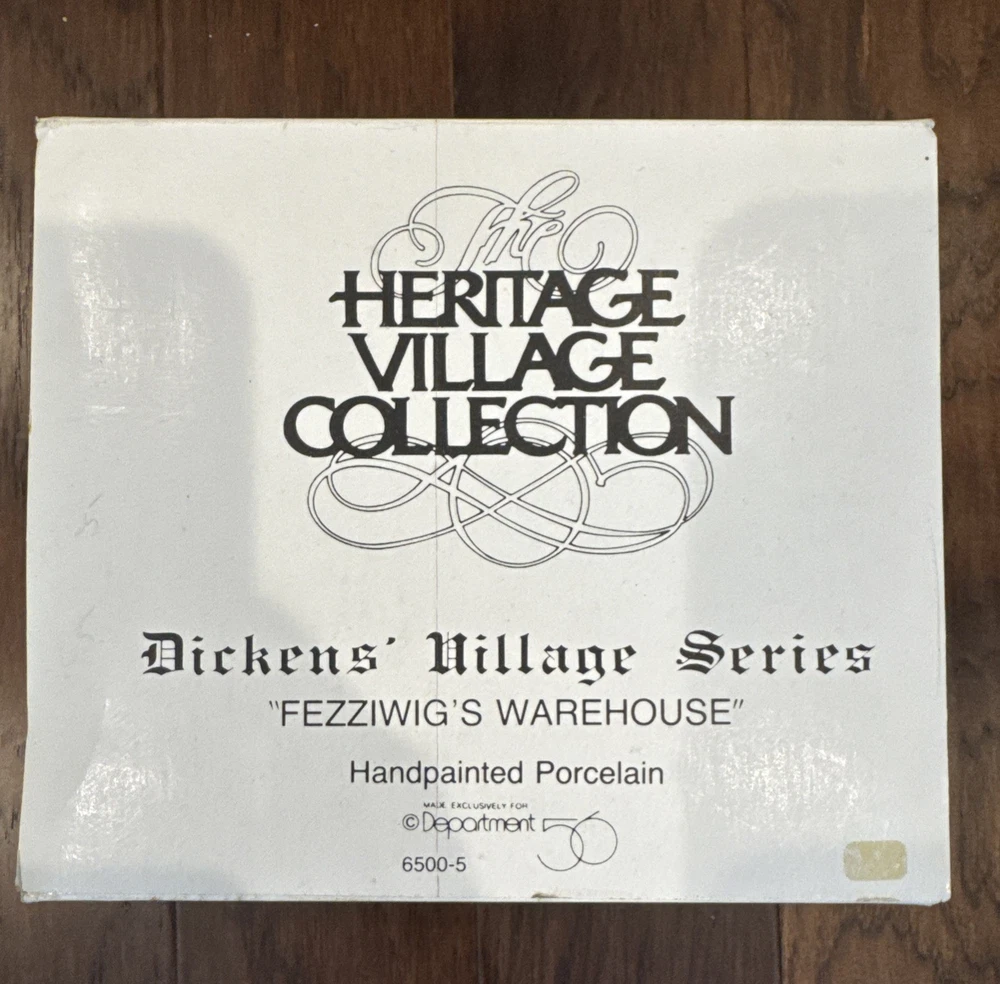 The
HERITAGE
VILLAGE
COLLECTION
Dickens' Village Series
"FEZZIWIG'S WAREHOUSE"
Handpainted Porcelain
MADE EXCLUSIVELY FOR
© Department 56
6500-5